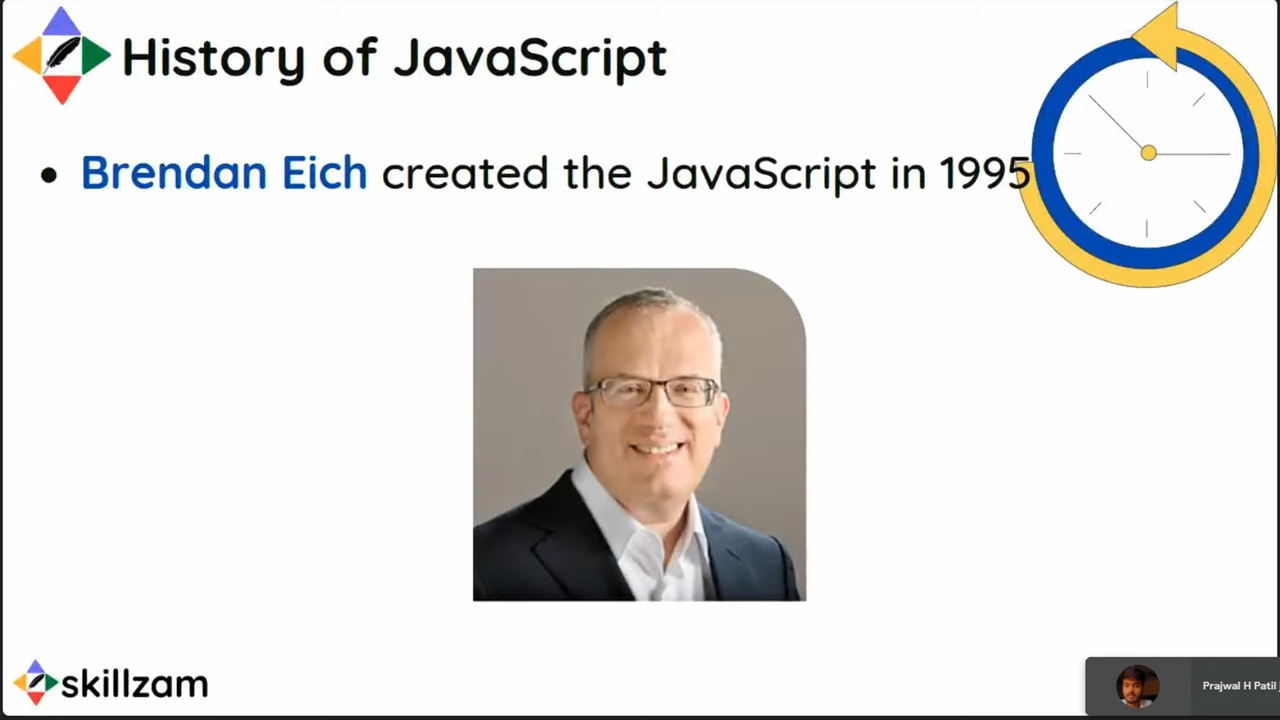 History of JavaScript
• Brendan Eich created the JavaScript in 1995
skillzam
Prajwal H Patil